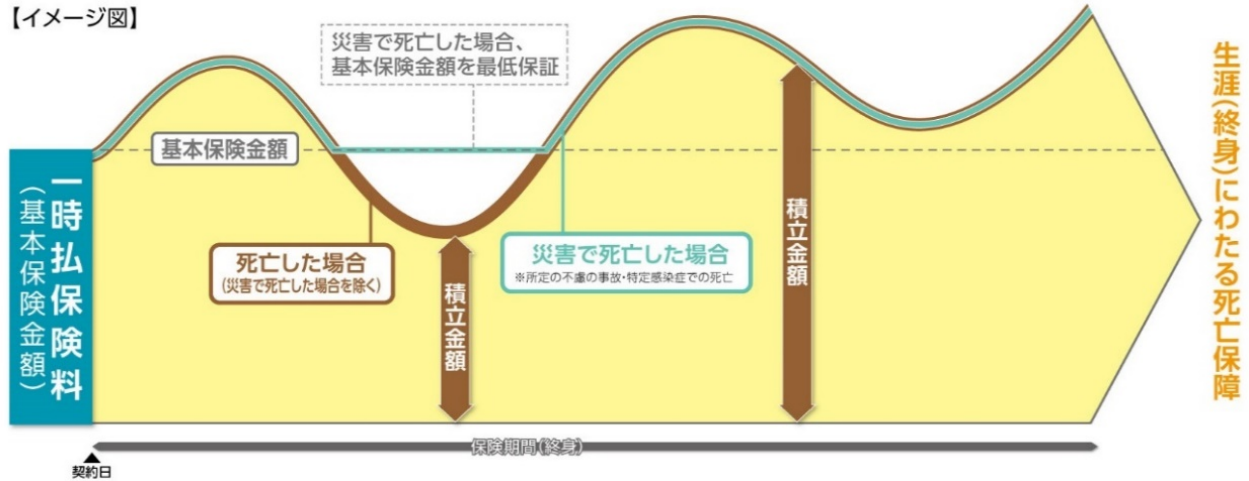 【イメージ図】
災害で死亡した場合、
基本保険金額を最低保証
基本保険金額
一時払保険料
（基本保険金額）
死亡した場合
(災害で死亡した場合を除く)
積立金額
災害で死亡した場合
※所定の不慮の事故・特定感染症での死亡
積立金額
生涯(終身)にわたる死亡保障
保険期間(終身)
契約日